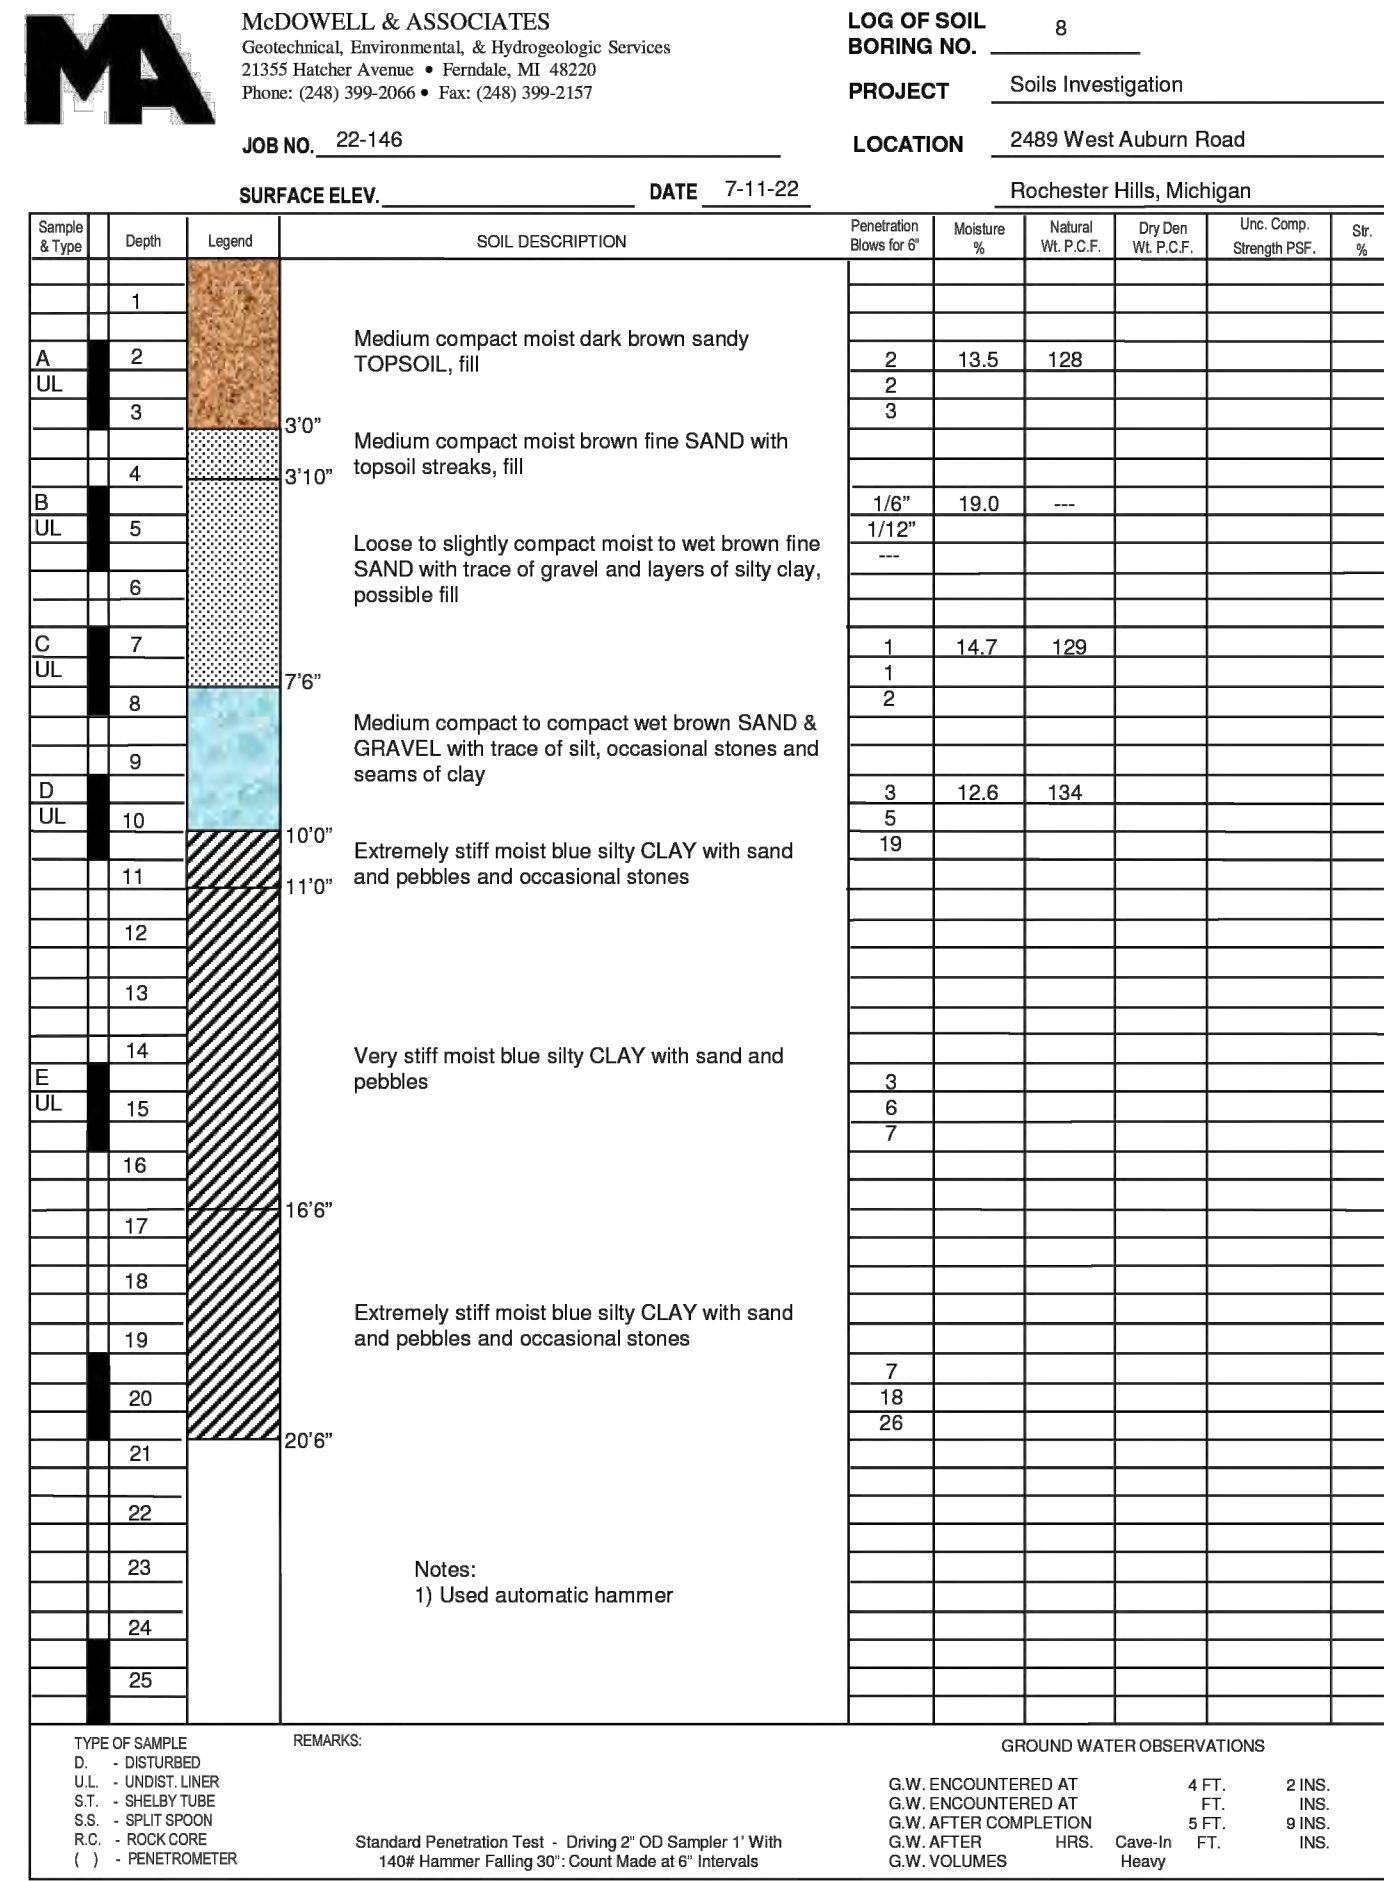 MA
McDOWELL & ASSOCIATES
Geotechnical, Environmental, & Hydrogeologic Services
21355 Hatcher Avenue • Ferndale, MI 48220
Phone: (248) 399-2066 • Fax: (248) 399-2157
JOB NO. 22-146
SURFACE ELEV. DATE 7-11-22
LOG OF SOIL
BORING NO. 8
PROJECT Soils Investigation
LOCATION 2489 West Auburn Road
Rochester Hills, Michigan
Sample & Type Depth Legend SOIL DESCRIPTION Penetration Blows for 6" Moisture % Natural Wt. P.C.F. Dry Den Wt. P.C.F. Unc. Comp. Strength PSF. Str. %
1
Medium compact moist dark brown sandy
TOPSOIL, fill
A 2 2 13.5 128
UL 2
3 3
3'0"
Medium compact moist brown fine SAND with
topsoil streaks, fill
4 3'10"
B 1/6" 19.0 ---
UL 5 1/12"
---
Loose to slightly compact moist to wet brown fine
SAND with trace of gravel and layers of silty clay,
possible fill
6
C 7 1 14.7 129
UL 1
7'6"
8 2
Medium compact to compact wet brown SAND &
GRAVEL with trace of silt, occasional stones and
seams of clay
9
D 3 12.6 134
UL 10 5
10'0" 19
Extremely stiff moist blue silty CLAY with sand
and pebbles and occasional stones
11 11'0"
12
13
14
Very stiff moist blue silty CLAY with sand and
pebbles
E 3
UL 15 6
7
16
16'6"
17
18
Extremely stiff moist blue silty CLAY with sand
and pebbles and occasional stones
19
7
20 18
26
20'6"
21
22
23
Notes:
1) Used automatic hammer
24
25
TYPE OF SAMPLE
D. - DISTURBED
U.L. - UNDIST. LINER
S.T. - SHELBY TUBE
S.S. - SPLIT SPOON
R.C. - ROCK CORE
( ) - PENETROMETER
REMARKS:
Standard Penetration Test - Driving 2" OD Sampler 1' With
140# Hammer Falling 30": Count Made at 6" Intervals
GROUND WATER OBSERVATIONS
G.W. ENCOUNTERED AT 4 FT. 2 INS.
G.W. ENCOUNTERED AT FT. INS.
G.W. AFTER COMPLETION 5 FT. 9 INS.
G.W. AFTER HRS. Cave-In FT. INS.
G.W. VOLUMES Heavy